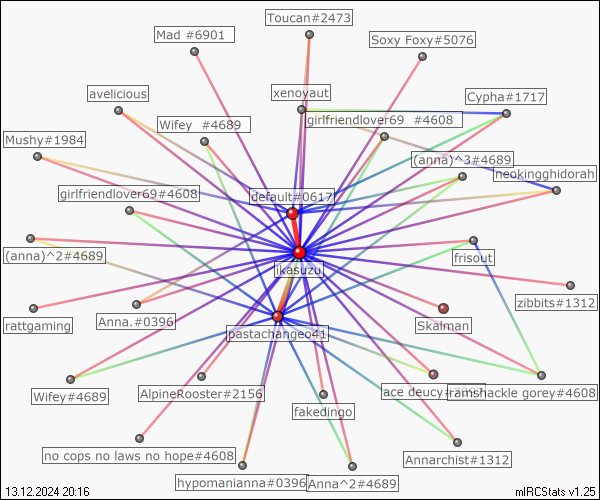 Toucan#2473
Mad #6901
Soxy Foxy#5076
avelicious
xenoyaut
Cypha#1717
Wifey #4689
girlfriendlover69 #4608
Mushy#1984
(anna)^3#4689
neokingghidorah
girlfriendlover69#4608
default#0617
(anna)^2#4689
ikasuzu
frisout
zibbits#1312
rattgaming
Anna.#0396
Skalman
pastachangeo41
Wifey#4689
AlpineRooster#2156
ace deucy
ramshackle gorey#4608
fakedingo
no cops no laws no hope#4608
Annarchist#1312
hypomanianna#0396
Anna^2#4689
13.12.2024 20:16
mIRCStats v1.25